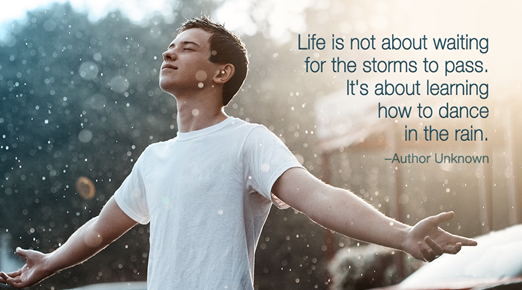 Life is not about waiting
for the storms to pass.
It's about learning
how to dance
in the rain.
–Author Unknown